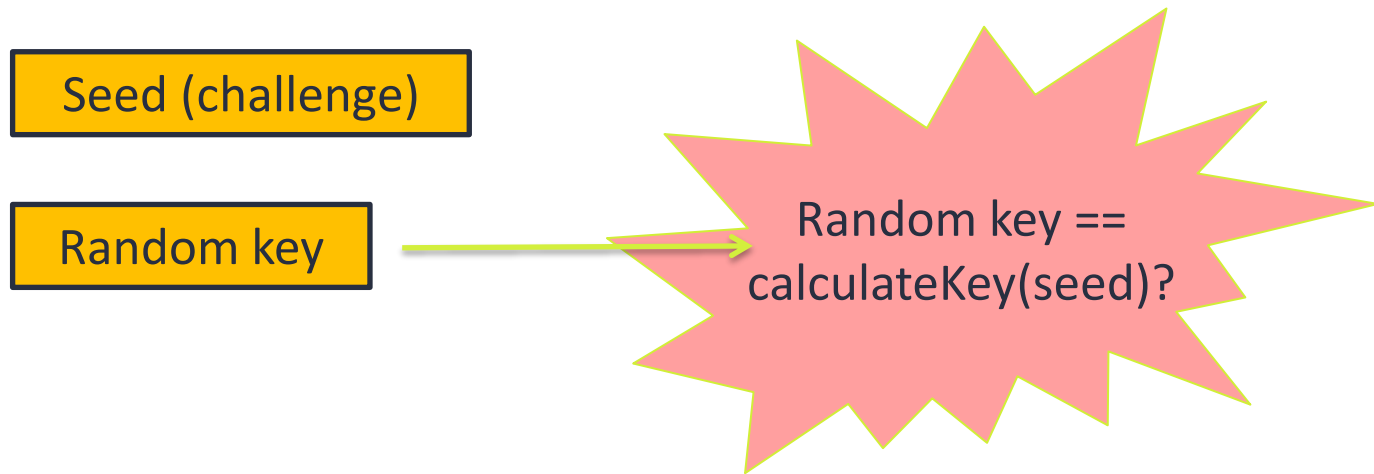 Seed (challenge)
Random key
Random key ==
calculateKey(seed)?